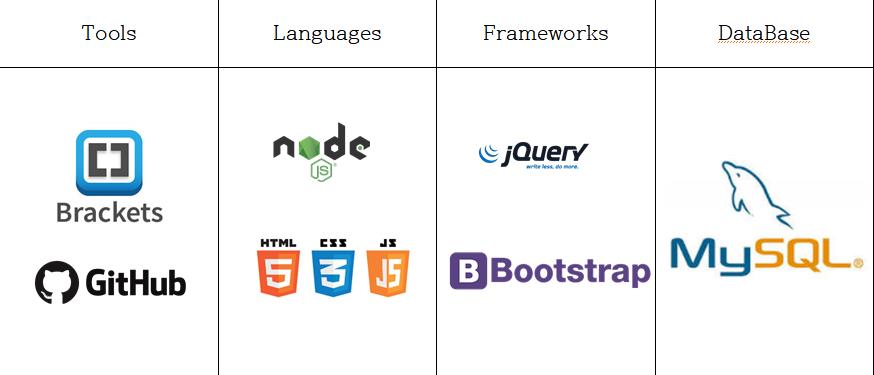 Tools
Languages
Frameworks
DataBase
Brackets
GitHub
node
JS
HTML CSS JS
5 3 JS
jQuery
write less, do more.
B Bootstrap
MySQL®